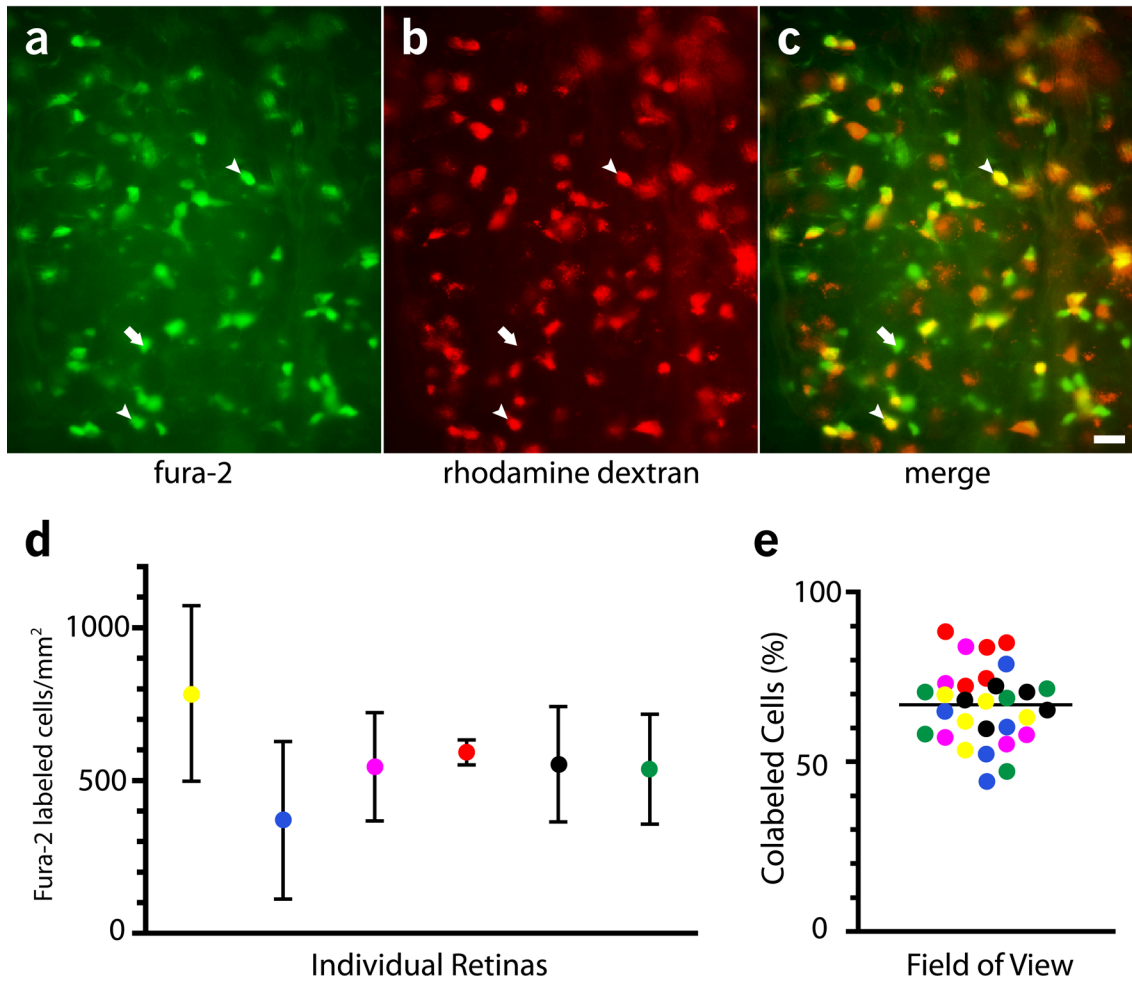 a
b
c
fura-2
rhodamine dextran
merge
d
Fura-2 labeled cells/mm²
1000
500
0
Individual Retinas
e
Colabeled Cells (%)
100
50
0
Field of View